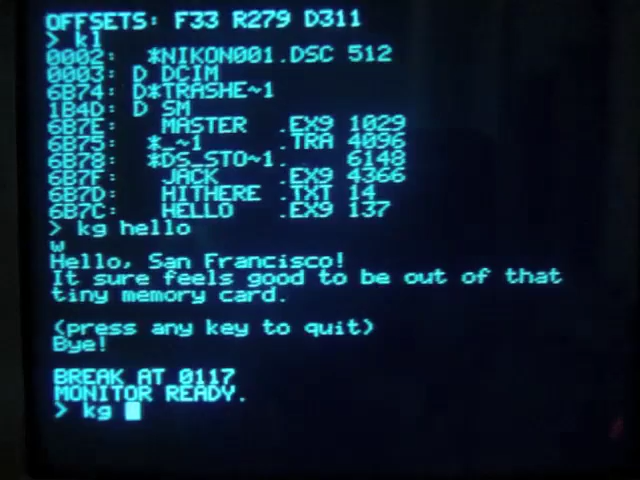 OFFSETS: F33 R279 D311
> kl
0002:   *NIKON001.DSC 512
0003: D DCIM
6B74: D*TRASHE~1
1B4D: D SM
6B7E:    MASTER   .EX9 1029
6B75:   *_~1      .TRA 4096
6B78:   *DS_STO~1.     6148
6B7F:    JACK     .EX9 4366
6B7D:    HITHERE  .TXT 14
6B7C:    HELLO    .EX9 137
> kg hello
w
Hello, San Francisco!
It sure feels good to be out of that
tiny memory card.
(press any key to quit)
Bye!
BREAK AT 0117
MONITOR READY.
> kg